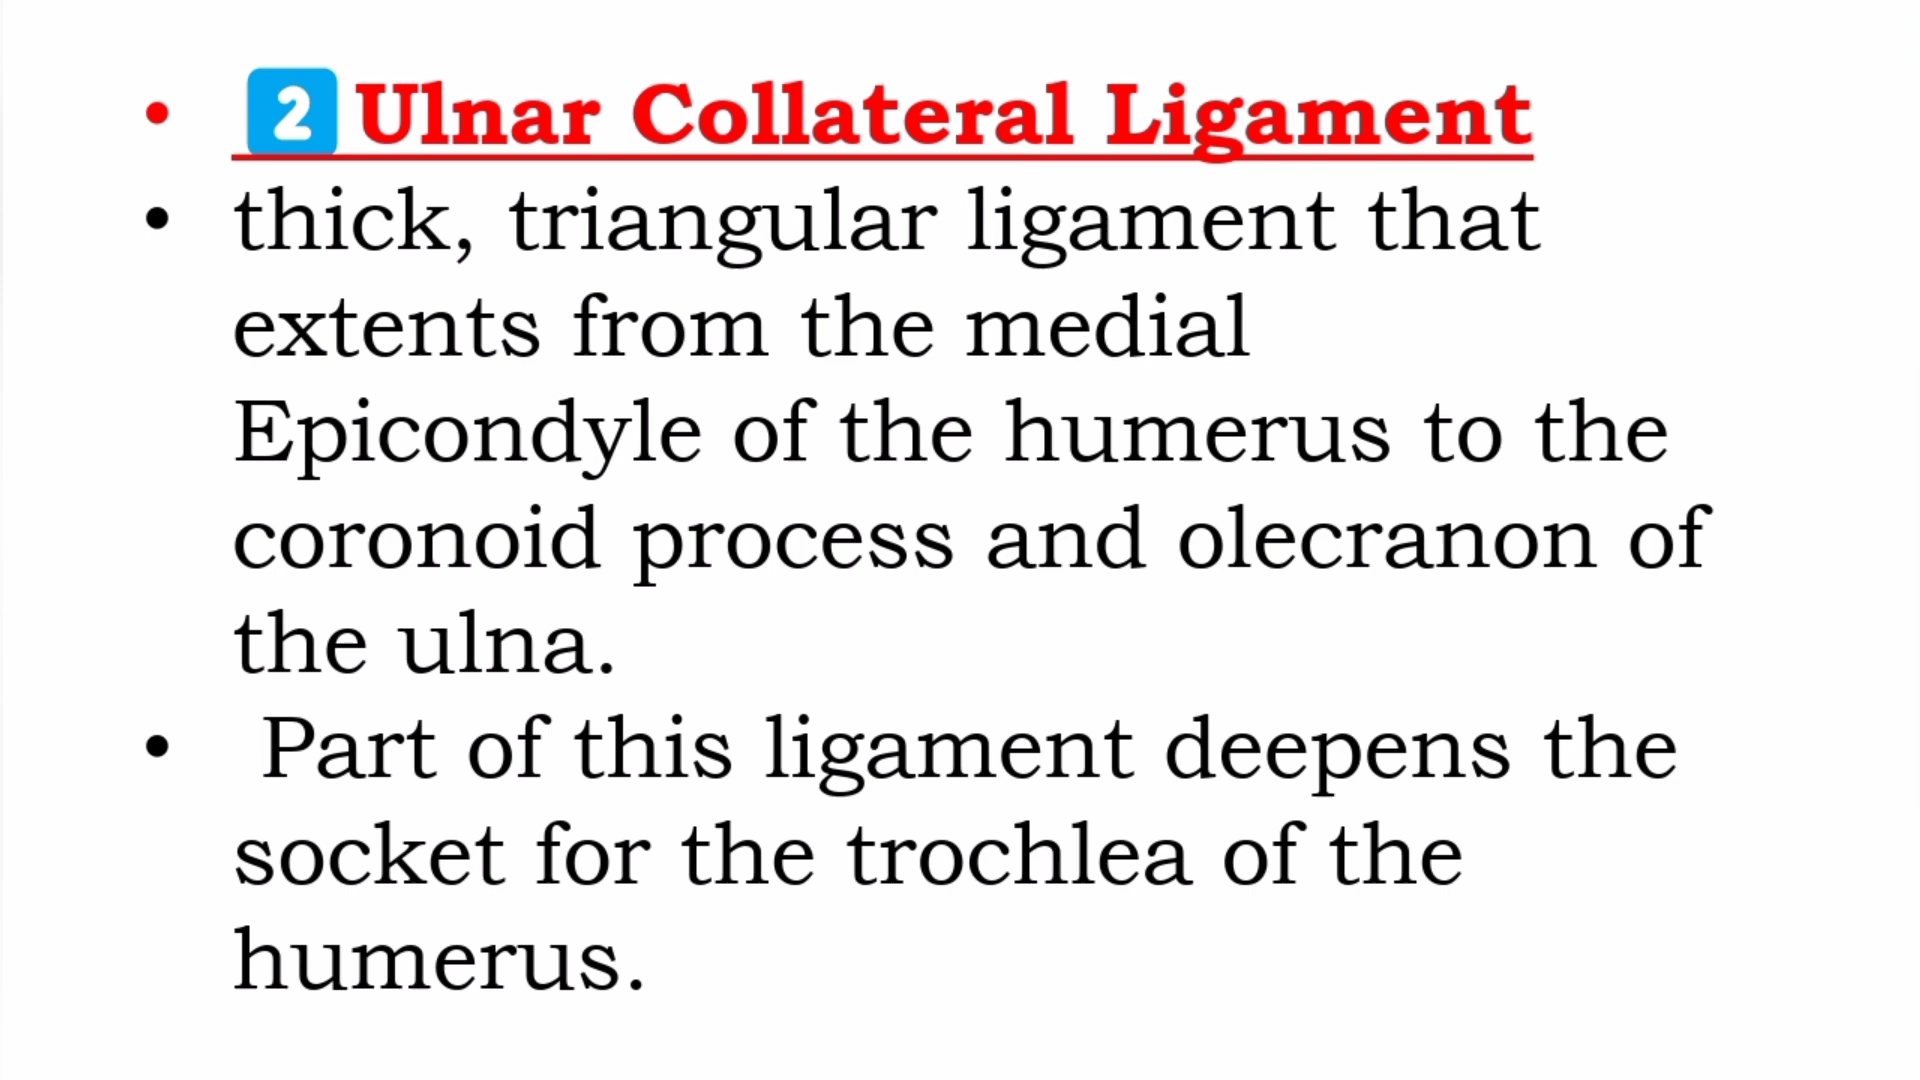 • 2 Ulnar Collateral Ligament
• thick, triangular ligament that
extents from the medial
Epicondyle of the humerus to the
coronoid process and olecranon of
the ulna.
• Part of this ligament deepens the
socket for the trochlea of the
humerus.